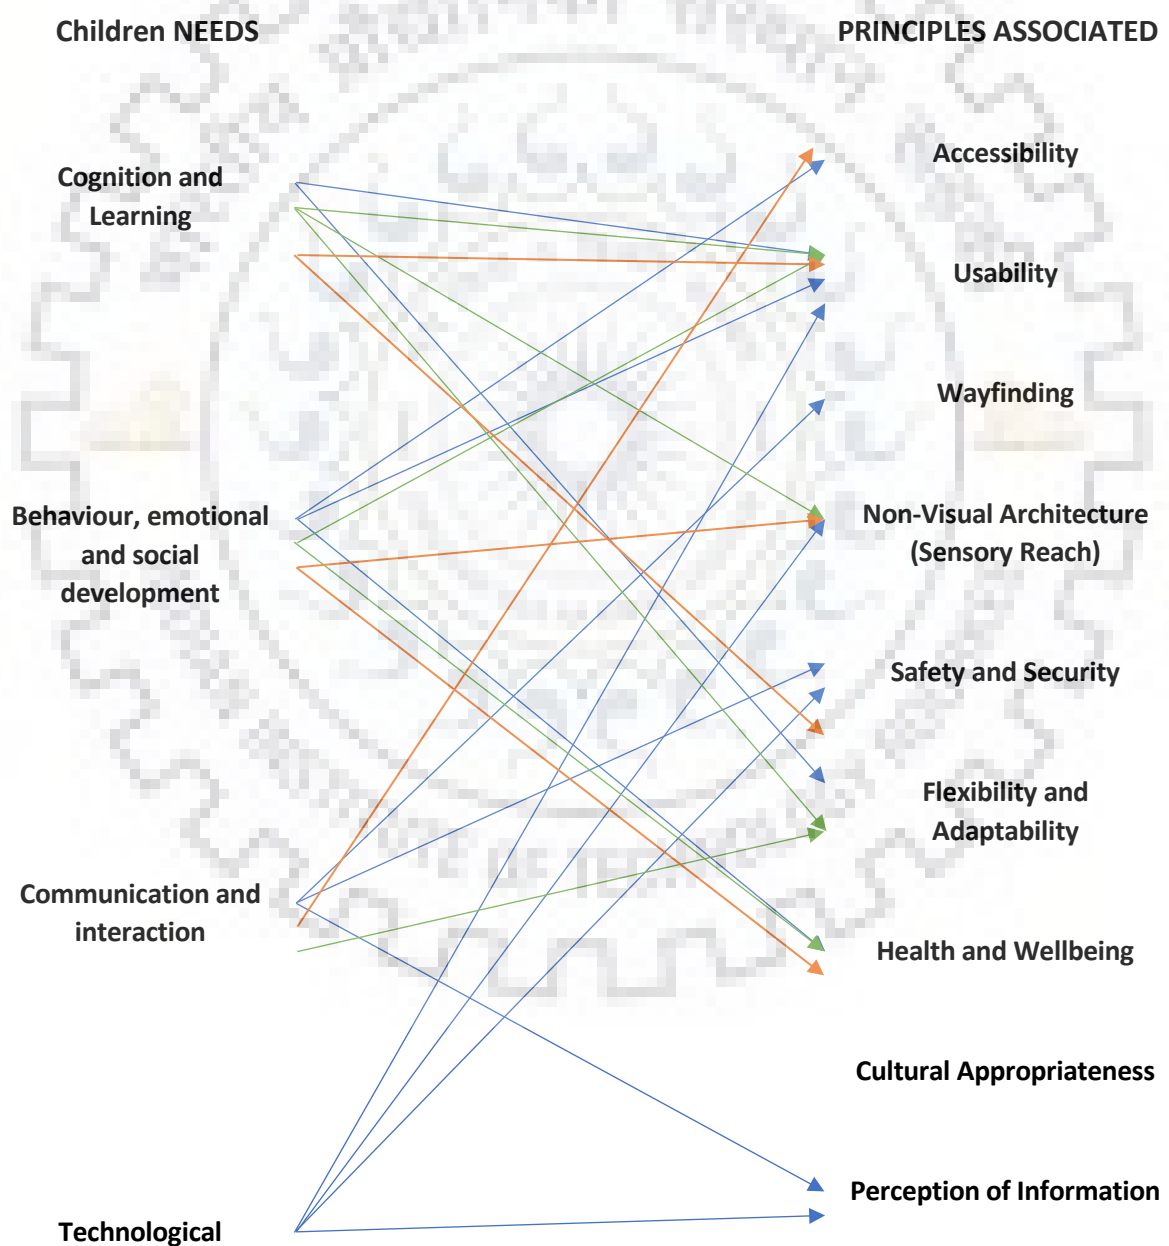 Children NEEDS
PRINCIPLES ASSOCIATED
Cognition and
Learning
Behaviour, emotional
and social
development
Communication and
interaction
Technological
Accessibility
Usability
Wayfinding
Non-Visual Architecture
(Sensory Reach)
Safety and Security
Flexibility and
Adaptability
Health and Wellbeing
Cultural Appropriateness
Perception of Information